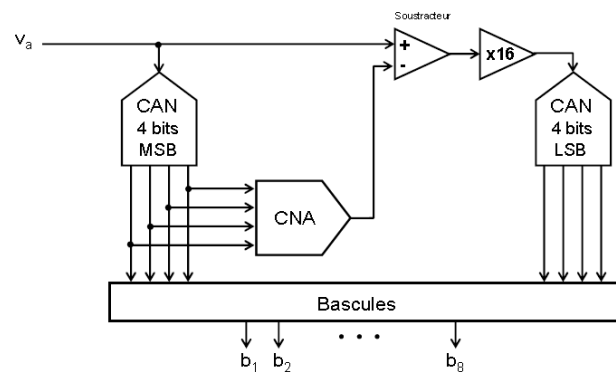 Soustracteur
va
+
-
x16
CAN
4 bits
MSB
CAN
4 bits
LSB
CNA
Bascules
b1 b2 . . . b8